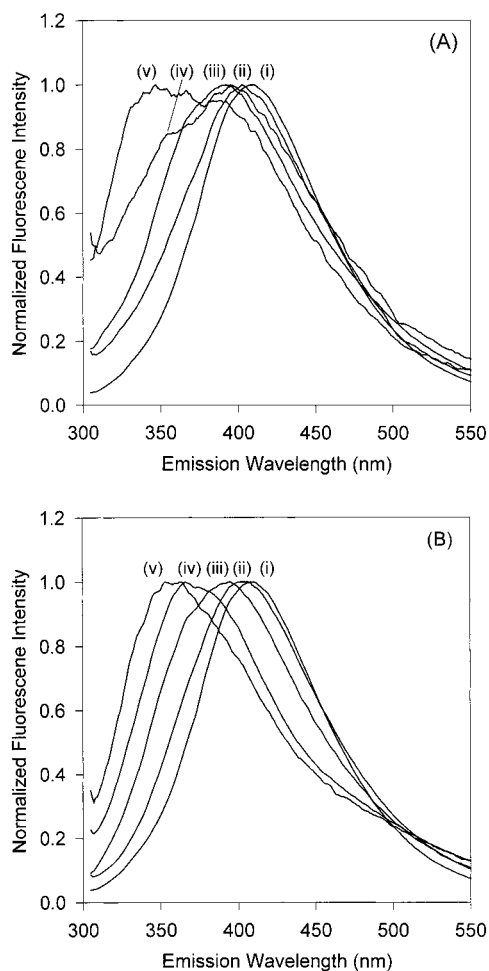 (A)
(v) (iv) (iii) (ii) (i)
1.2
1.0
0.8
0.6
0.4
0.2
0.0
Normalized Fluorescene Intensity
300 350 400 450 500 550
Emission Wavelength (nm)
(B)
(v) (iv) (iii) (ii) (i)
1.2
1.0
0.8
0.6
0.4
0.2
0.0
Normalized Fluorescene Intensity
300 350 400 450 500 550
Emission Wavelength (nm)